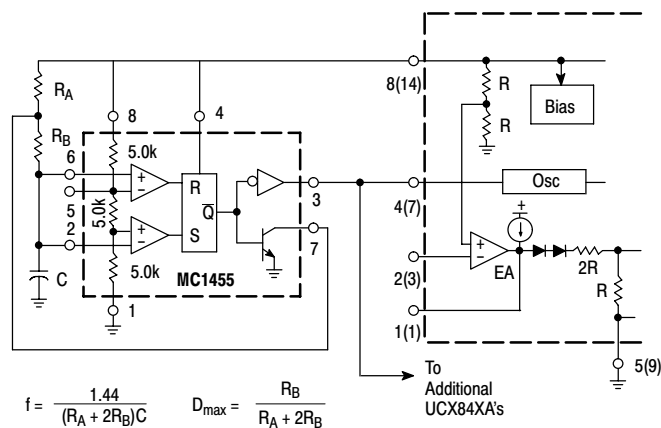 R_A
R_B
8
4
8(14)
R
R
Bias
6
5
2
5.0k
5.0k
5.0k
+
−
+
−
R
Q̅
S
3
7
1
C
MC1455
4(7)
Osc
+
2(3)
+
−
EA
2R
R
1(1)
5(9)
To
Additional
UCX84XA's
f = 1.44 / (R_A + 2R_B)C
D_max = R_B / R_A + 2R_B